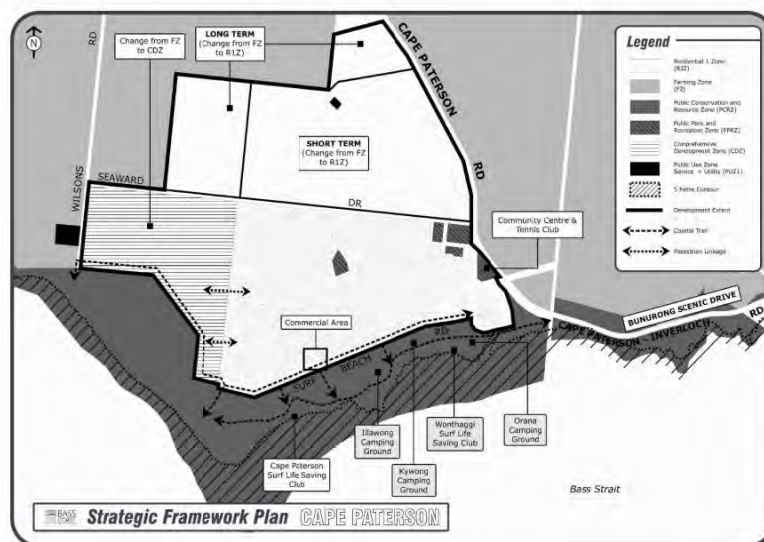 N
RD
Change from FZ
to CDZ
LONG TERM
(Change from FZ
to R1Z)
CAPE PATERSON
RD
SHORT TERM
(Change from FZ
to R1Z)
WILSONS
SEAWARD
DR
Community Centre &
Tennis Club
Commercial Area
SURF BEACH RD
BUNURONG SCENIC DRIVE
CAPE PATERSON - INVERLOCH RD
Illawong
Camping
Ground
Wonthaggi
Surf Life
Saving Club
Orana
Camping
Ground
Cape Paterson
Surf Life Saving
Club
Kywong
Camping
Ground
Bass Strait
Legend
Residential 1 Zone
(R1Z)
Farming Zone
(FZ)
Public Conservation and
Resource Zone (PCRZ)
Public Park and
Recreation Zone (PPRZ)
Comprehensive
Development Zone (CDZ)
Public Use Zone
Service + Utility (PUZ1)
5 Metre Contour
Development Extent
Coastal Trail
Pedestrian Linkage
BASS
COAST
Strategic Framework Plan CAPE PATERSON